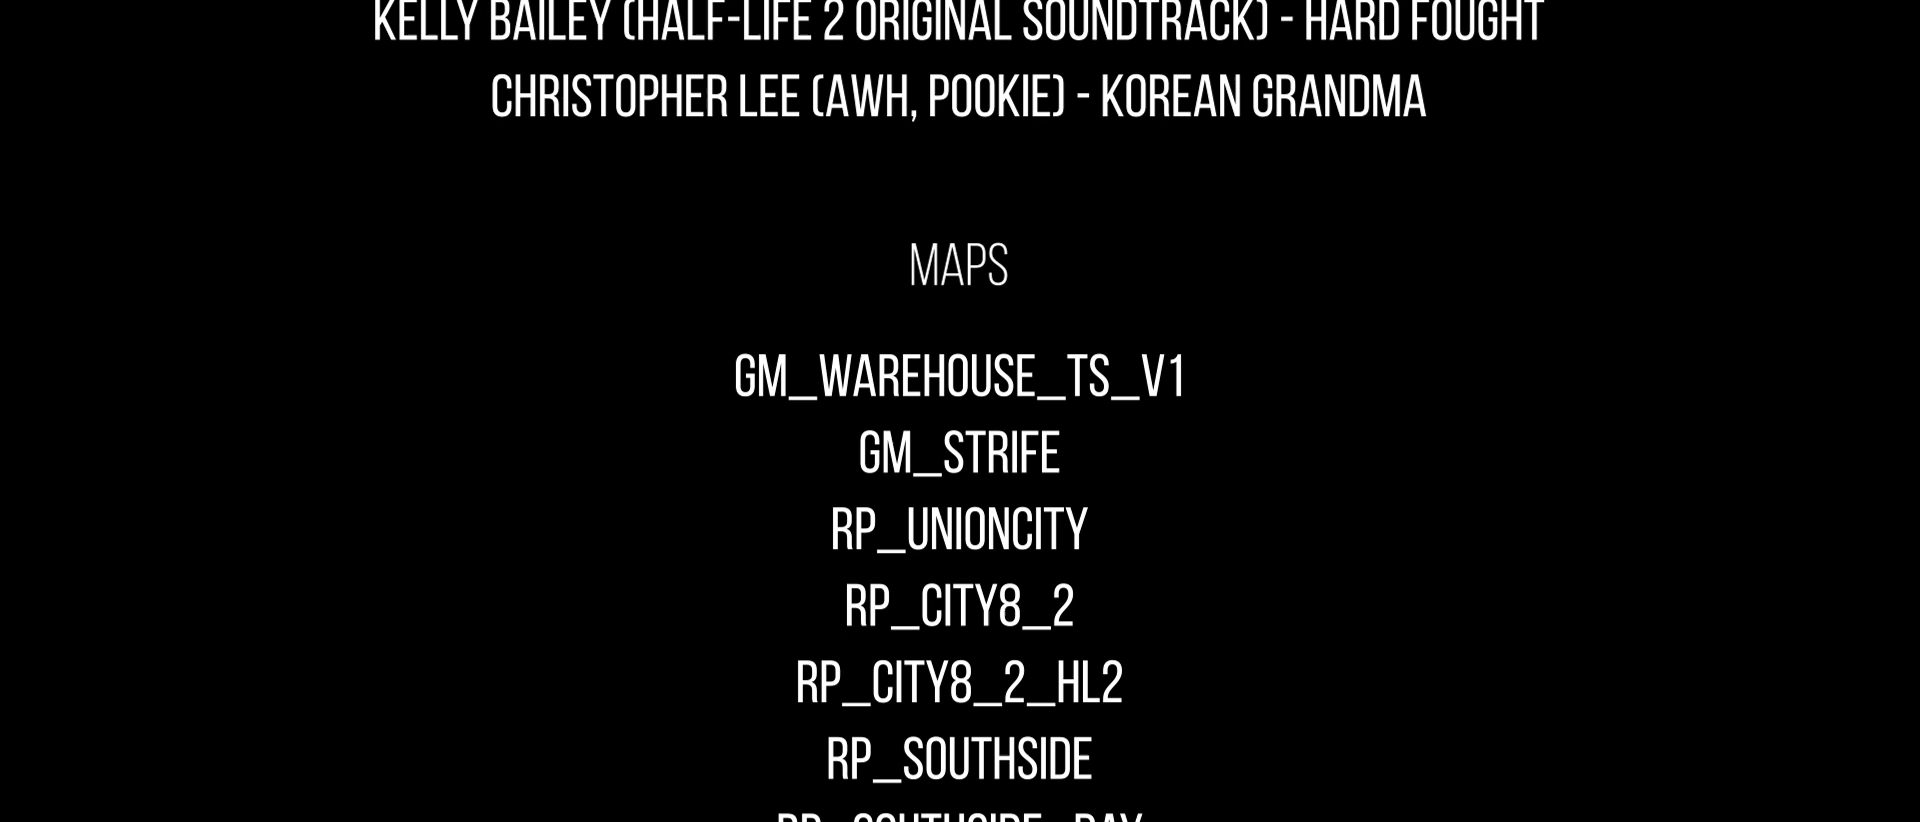 KELLY BAILEY (HALF-LIFE 2 ORIGINAL SOUNDTRACK) - HARD FOUGHT
CHRISTOPHER LEE (AWH, POOKIE) - KOREAN GRANDMA
MAPS
GM_WAREHOUSE_TS_V1
GM_STRIFE
RP_UNIONCITY
RP_CITY8_2
RP_CITY8_2_HL2
RP_SOUTHSIDE
RP_SOUTHSIDE_DAY